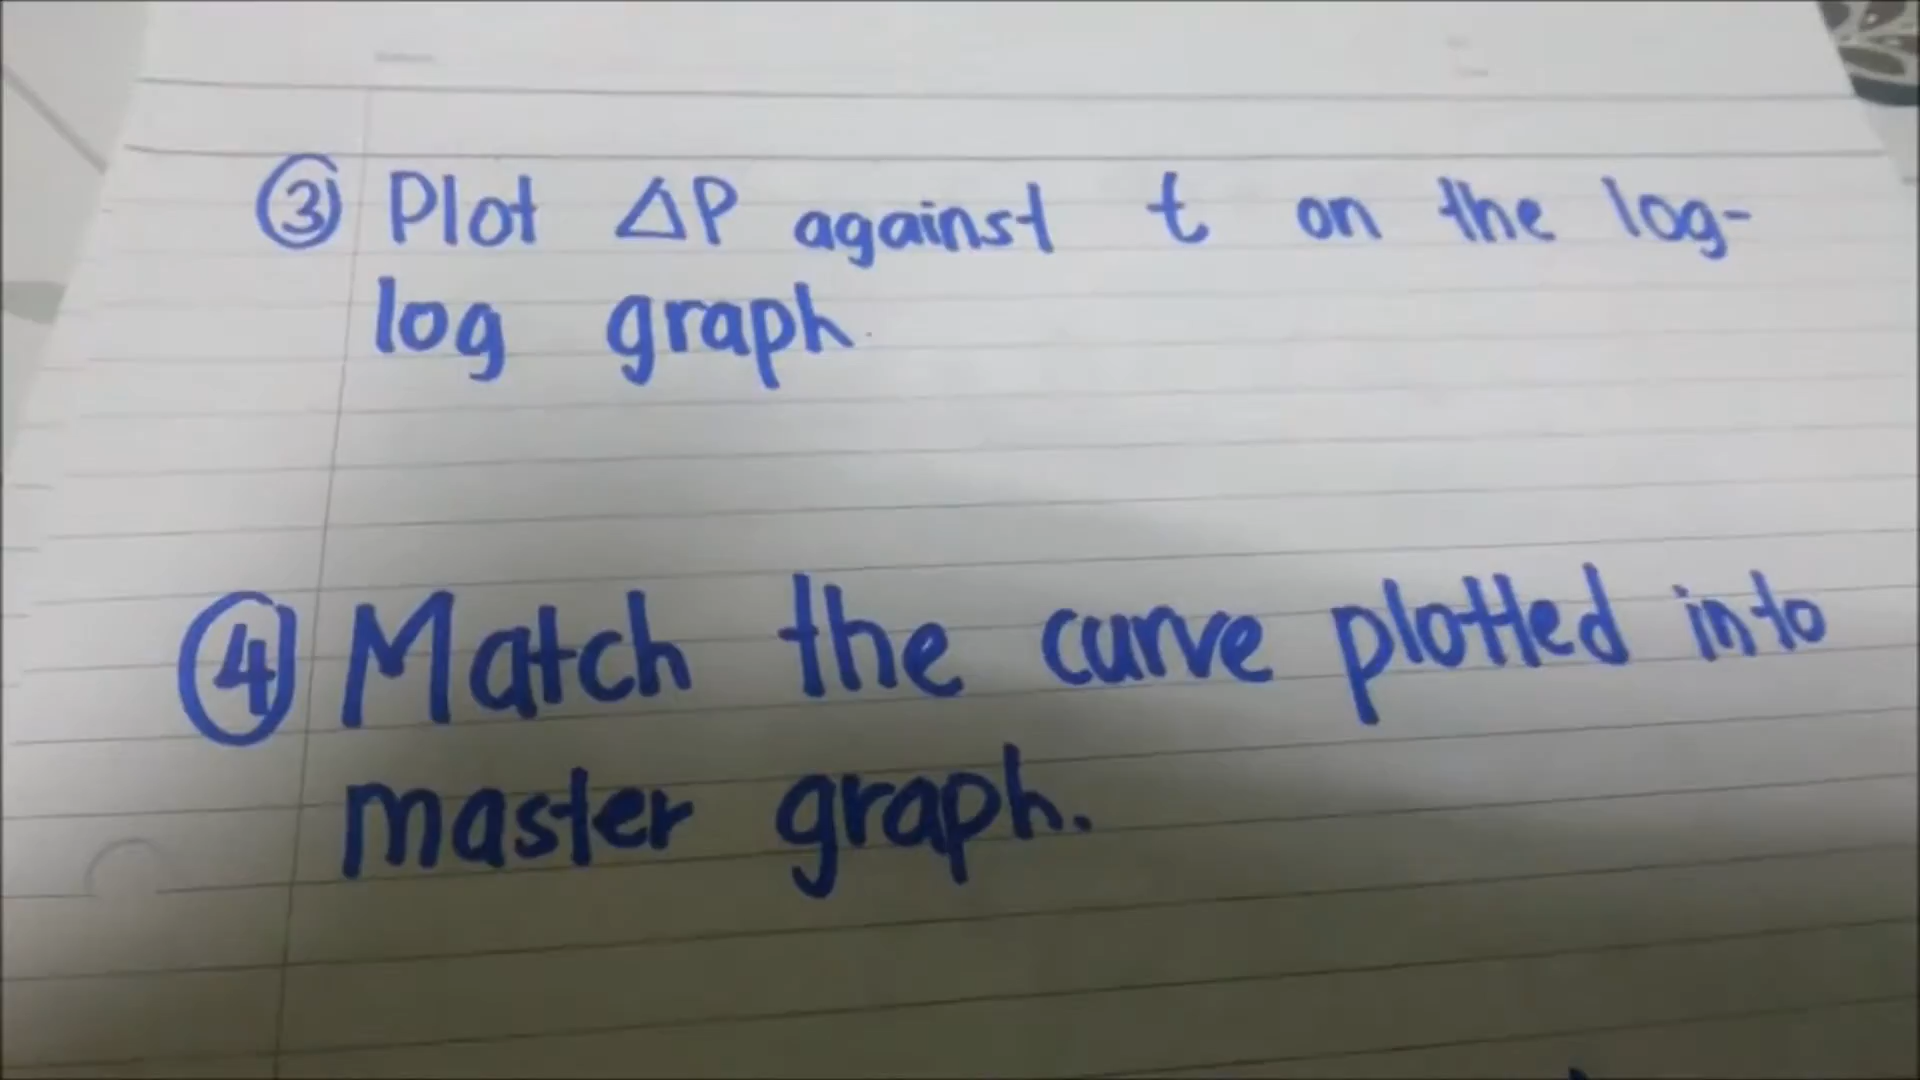 ③ Plot ΔP against t on the log-
log graph.
④ Match the curve plotted into
master graph.